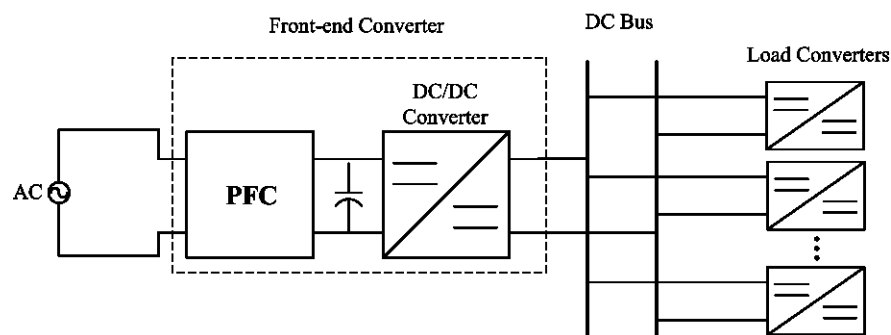 Front-end Converter
DC Bus
Load Converters
DC/DC
Converter
PFC
AC